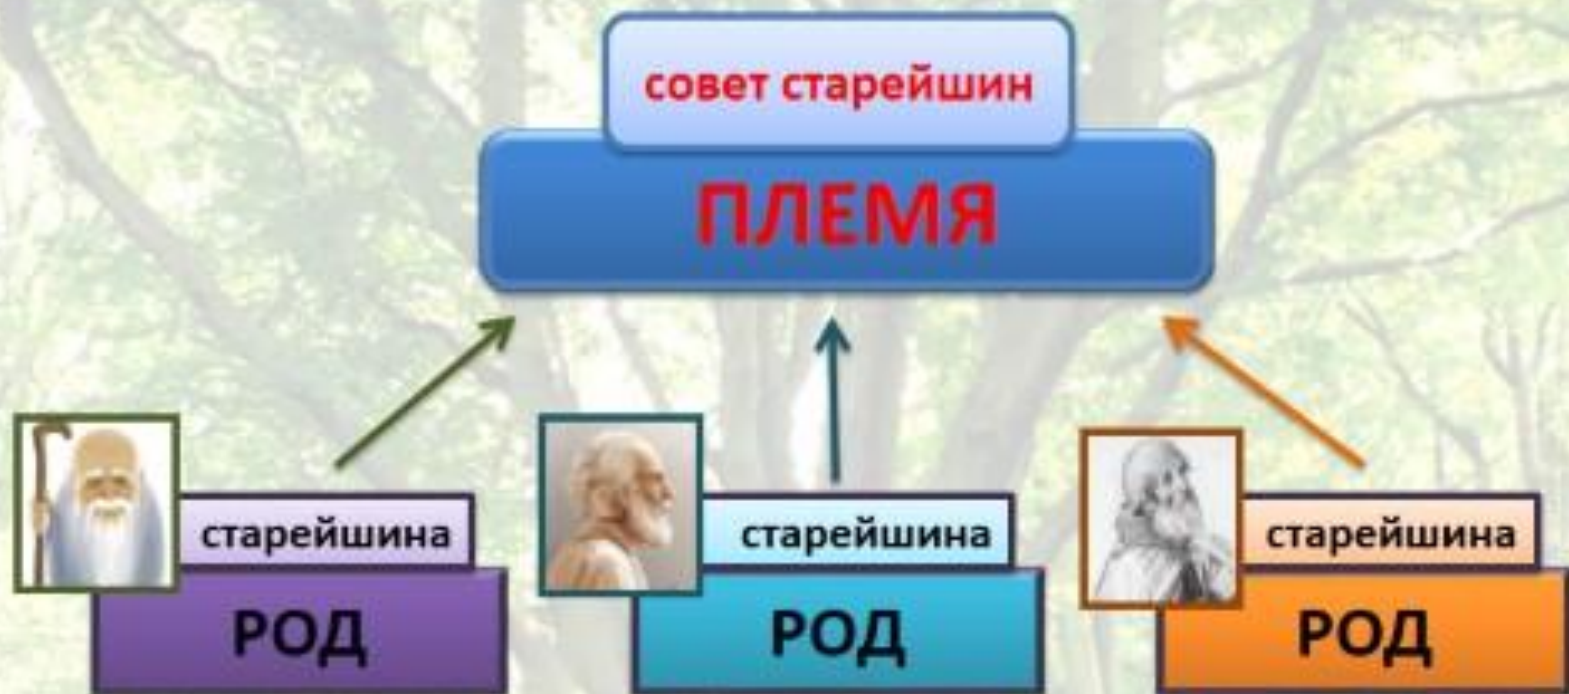 совет старейшин
ПЛЕМЯ
старейшина
РОД
старейшина
РОД
старейшина
РОД